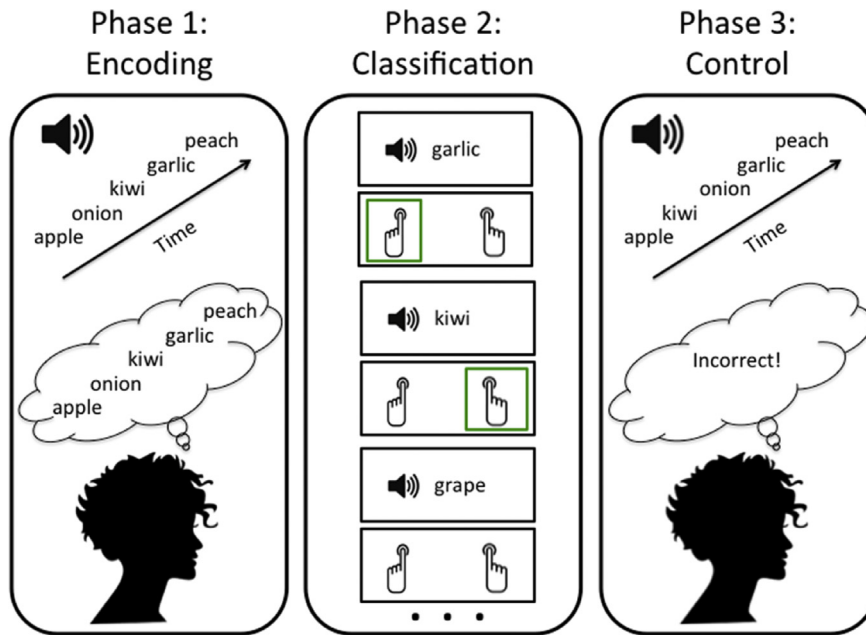 Phase 1:
Encoding
peach
garlic
kiwi
onion
apple
Time
peach
garlic
kiwi
onion
apple
Phase 2:
Classification
garlic
kiwi
grape
. . .
Phase 3:
Control
peach
garlic
onion
kiwi
apple
Time
Incorrect!